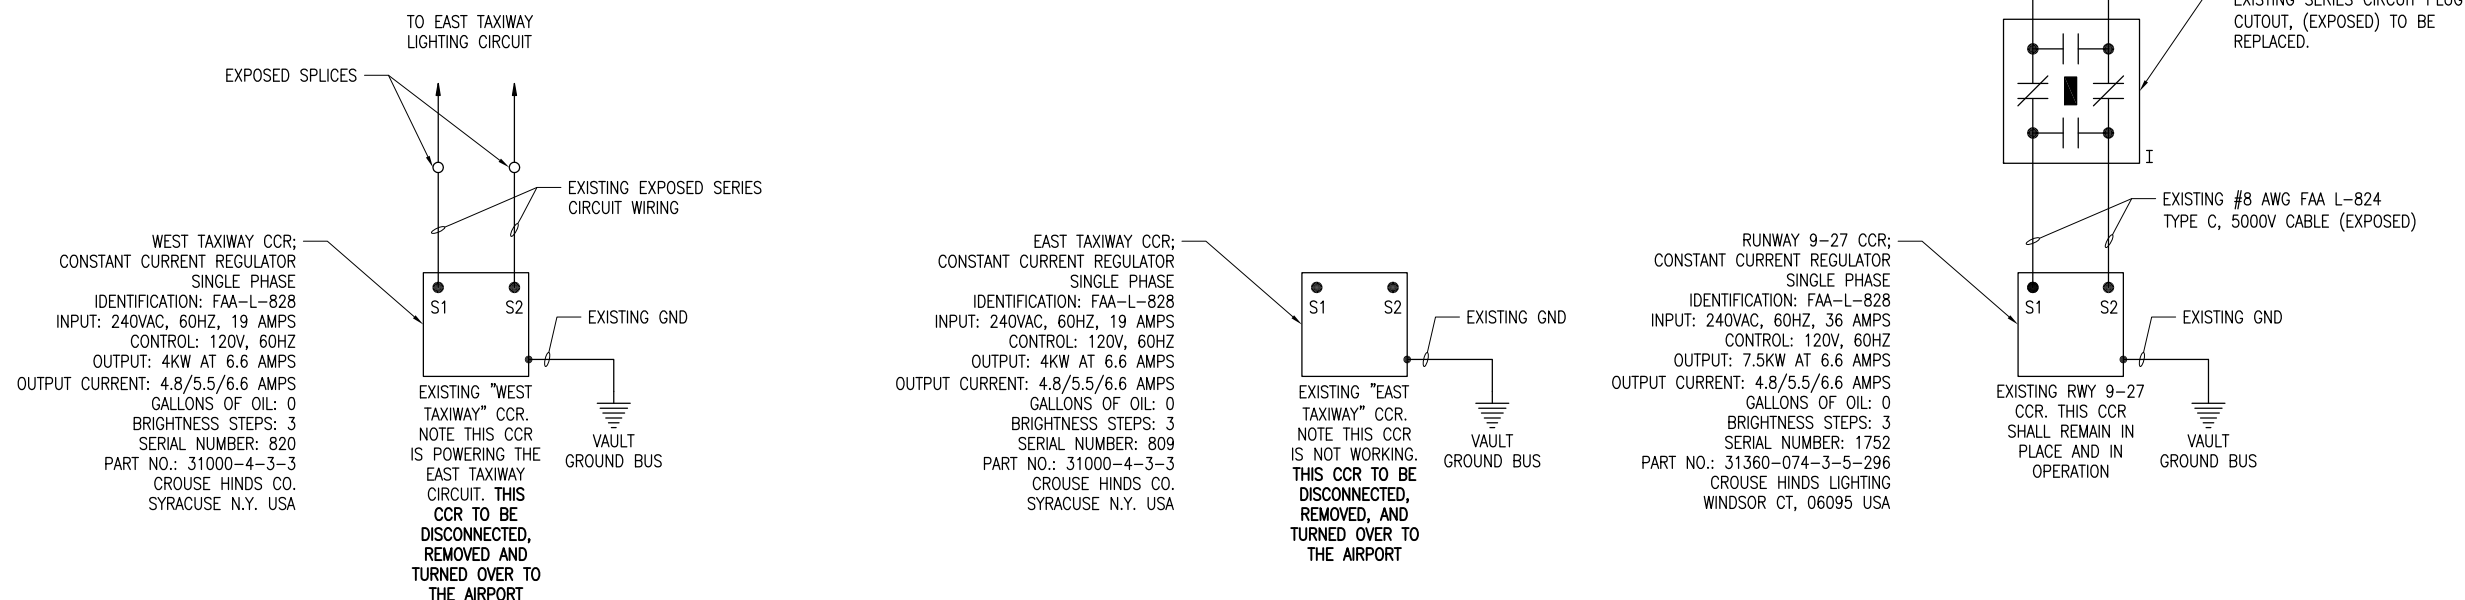 TO EAST TAXIWAY
LIGHTING CIRCUIT
EXPOSED SPLICES
EXISTING EXPOSED SERIES
CIRCUIT WIRING
WEST TAXIWAY CCR;
CONSTANT CURRENT REGULATOR
SINGLE PHASE
IDENTIFICATION: FAA-L-828
INPUT: 240VAC, 60HZ, 19 AMPS
CONTROL: 120V, 60HZ
OUTPUT: 4KW AT 6.6 AMPS
OUTPUT CURRENT: 4.8/5.5/6.6 AMPS
GALLONS OF OIL: 0
BRIGHTNESS STEPS: 3
SERIAL NUMBER: 820
PART NO.: 31000-4-3-3
CROUSE HINDS CO.
SYRACUSE N.Y. USA
S1
S2
EXISTING GND
EXISTING "WEST
TAXIWAY" CCR.
NOTE THIS CCR
IS POWERING THE
EAST TAXIWAY
CIRCUIT. THIS
CCR TO BE
DISCONNECTED,
REMOVED AND
TURNED OVER TO
THE AIRPORT
VAULT
GROUND BUS
EAST TAXIWAY CCR;
CONSTANT CURRENT REGULATOR
SINGLE PHASE
IDENTIFICATION: FAA-L-828
INPUT: 240VAC, 60HZ, 19 AMPS
CONTROL: 120V, 60HZ
OUTPUT: 4KW AT 6.6 AMPS
OUTPUT CURRENT: 4.8/5.5/6.6 AMPS
GALLONS OF OIL: 0
BRIGHTNESS STEPS: 3
SERIAL NUMBER: 809
PART NO.: 31000-4-3-3
CROUSE HINDS CO.
SYRACUSE N.Y. USA
S1
S2
EXISTING GND
EXISTING "EAST
TAXIWAY" CCR.
NOTE THIS CCR
IS NOT WORKING.
THIS CCR TO BE
DISCONNECTED,
REMOVED, AND
TURNED OVER TO
THE AIRPORT
VAULT
GROUND BUS
EXISTING SERIES CIRCUIT PLUG
CUTOUT, (EXPOSED) TO BE
REPLACED.
I
EXISTING #8 AWG FAA L-824
TYPE C, 5000V CABLE (EXPOSED)
RUNWAY 9-27 CCR;
CONSTANT CURRENT REGULATOR
SINGLE PHASE
IDENTIFICATION: FAA-L-828
INPUT: 240VAC, 60HZ, 36 AMPS
CONTROL: 120V, 60HZ
OUTPUT: 7.5KW AT 6.6 AMPS
OUTPUT CURRENT: 4.8/5.5/6.6 AMPS
GALLONS OF OIL: 0
BRIGHTNESS STEPS: 3
SERIAL NUMBER: 1752
PART NO.: 31360-074-3-5-296
CROUSE HINDS LIGHTING
WINDSOR CT, 06095 USA
S1
S2
EXISTING GND
EXISTING RWY 9-27
CCR. THIS CCR
SHALL REMAIN IN
PLACE AND IN
OPERATION
VAULT
GROUND BUS